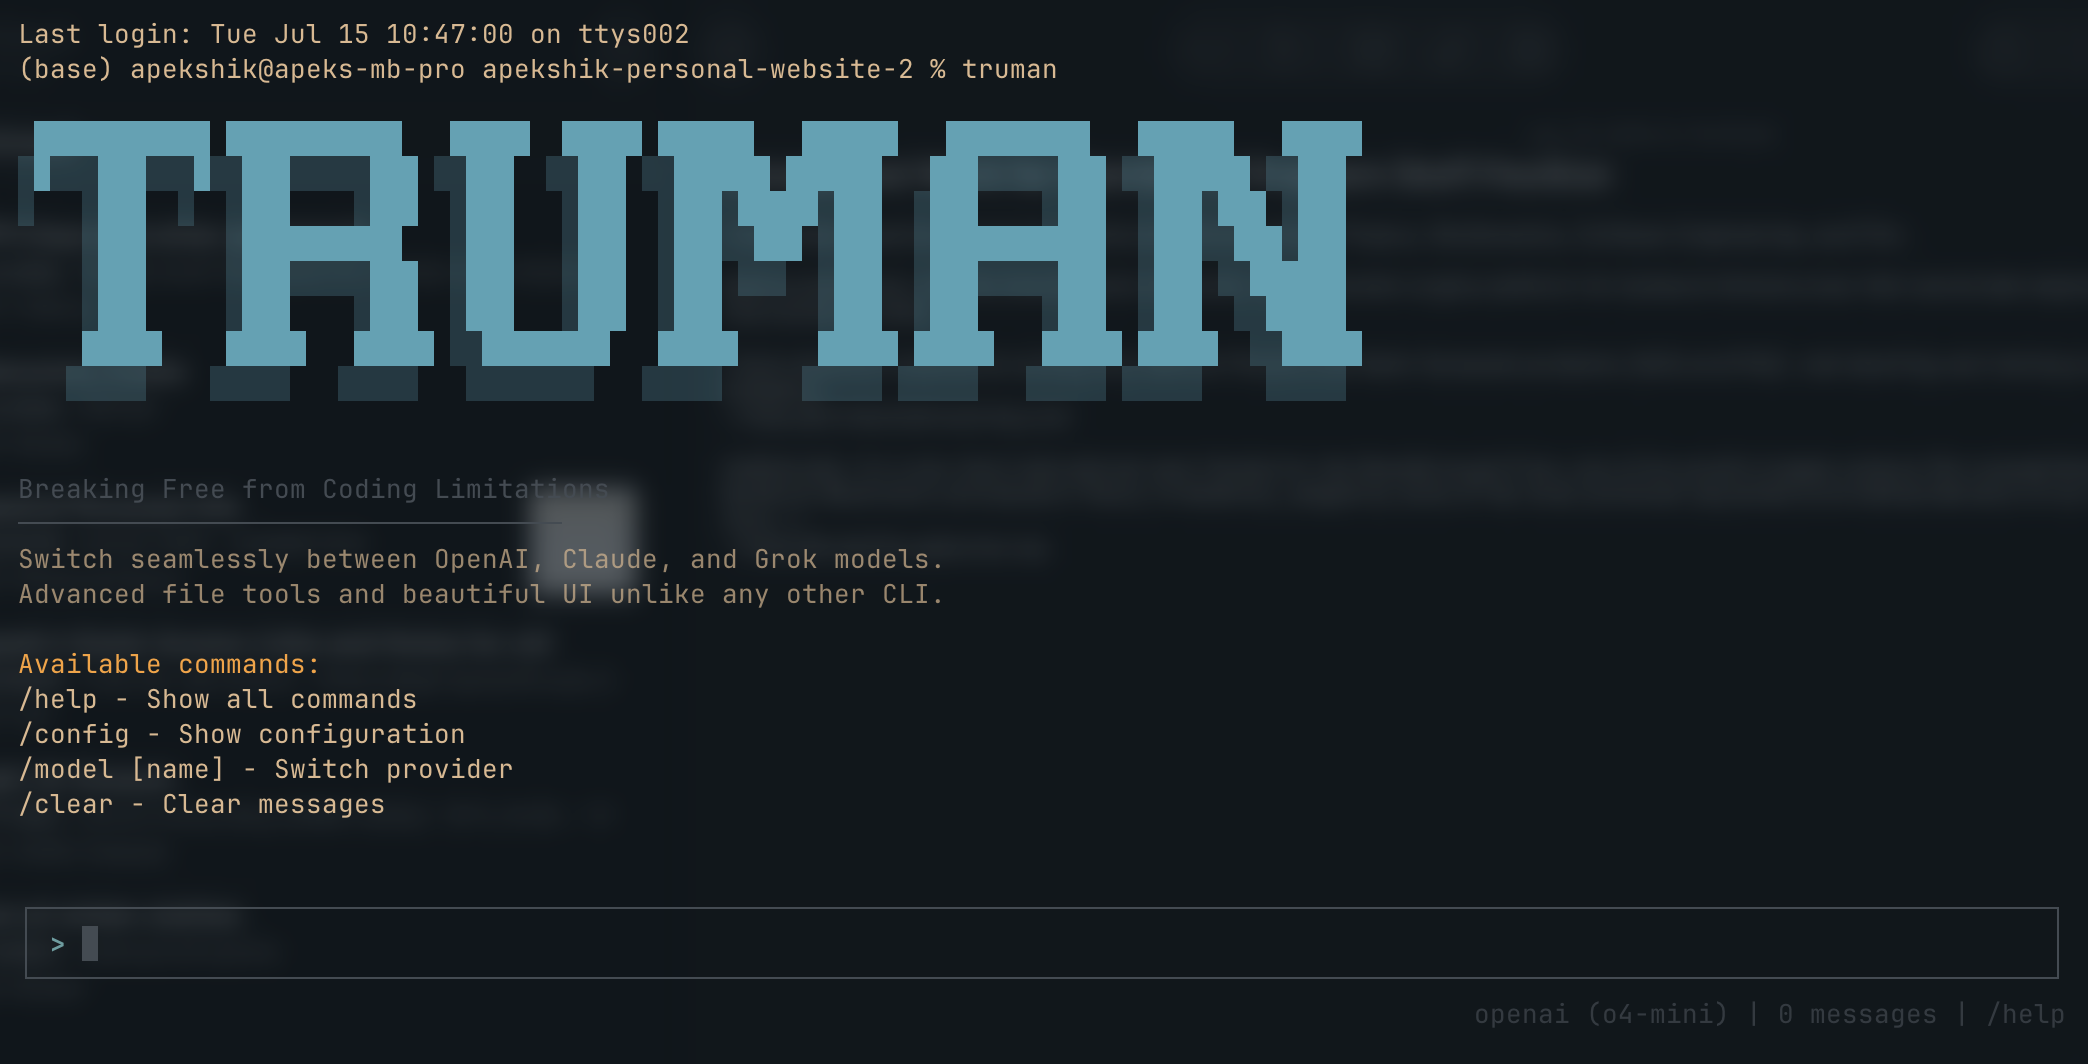 Last login: Tue Jul 15 10:47:00 on ttys002
(base) apekshik@apeks-mb-pro apekshik-personal-website-2 % truman
TRUMAN
Breaking Free from Coding Limitations
Switch seamlessly between OpenAI, Claude, and Grok models.
Advanced file tools and beautiful UI unlike any other CLI.
Available commands:
/help - Show all commands
/config - Show configuration
/model [name] - Switch provider
/clear - Clear messages
>
openai (o4-mini) | 0 messages | /help